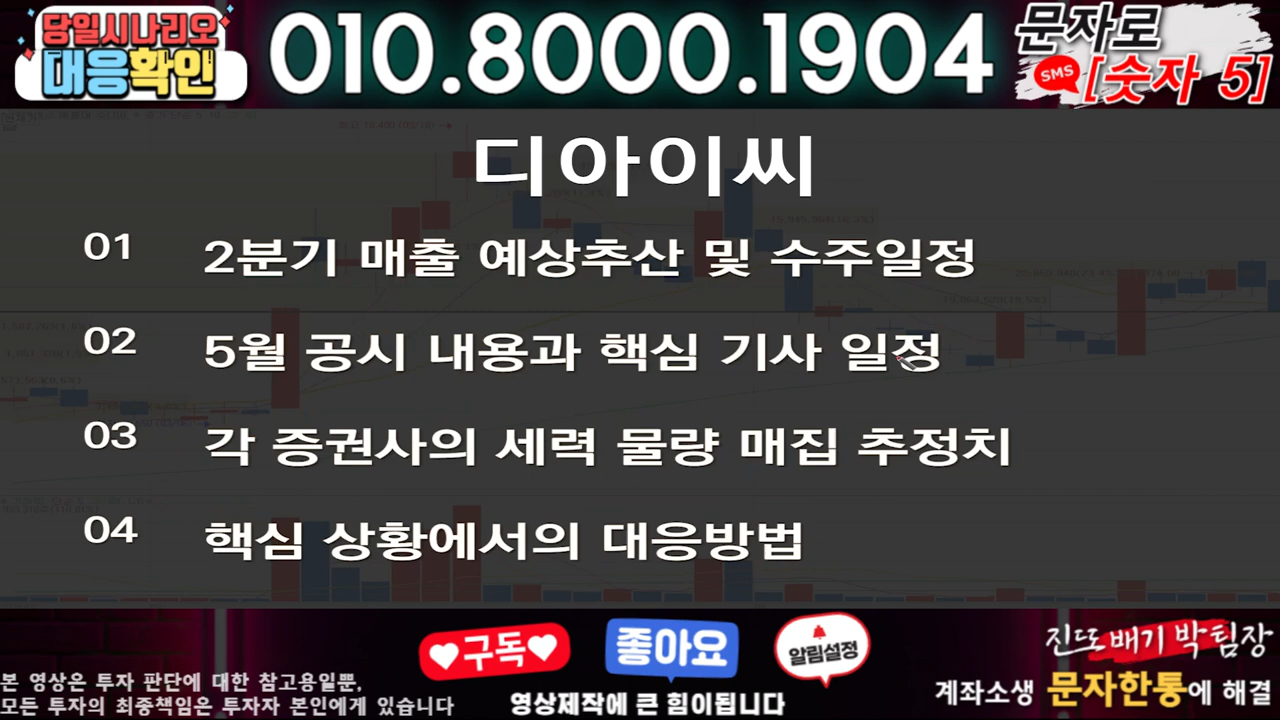 당일시나리오
대응확인
010.8000.1904
문자로
SMS [숫자 5]
디아이씨
01 2분기 매출 예상추산 및 수주일정
02 5월 공시 내용과 핵심 기사 일정
03 각 증권사의 세력 물량 매집 추정치
04 핵심 상황에서의 대응방법
구독
좋아요
알림설정
영상제작에 큰 힘이됩니다
본 영상은 투자 판단에 대한 참고용일뿐,
모든 투자의 최종책임은 투자자 본인에게 있습니다
진또배기 박팀장
계좌소생 문자한통에 해결